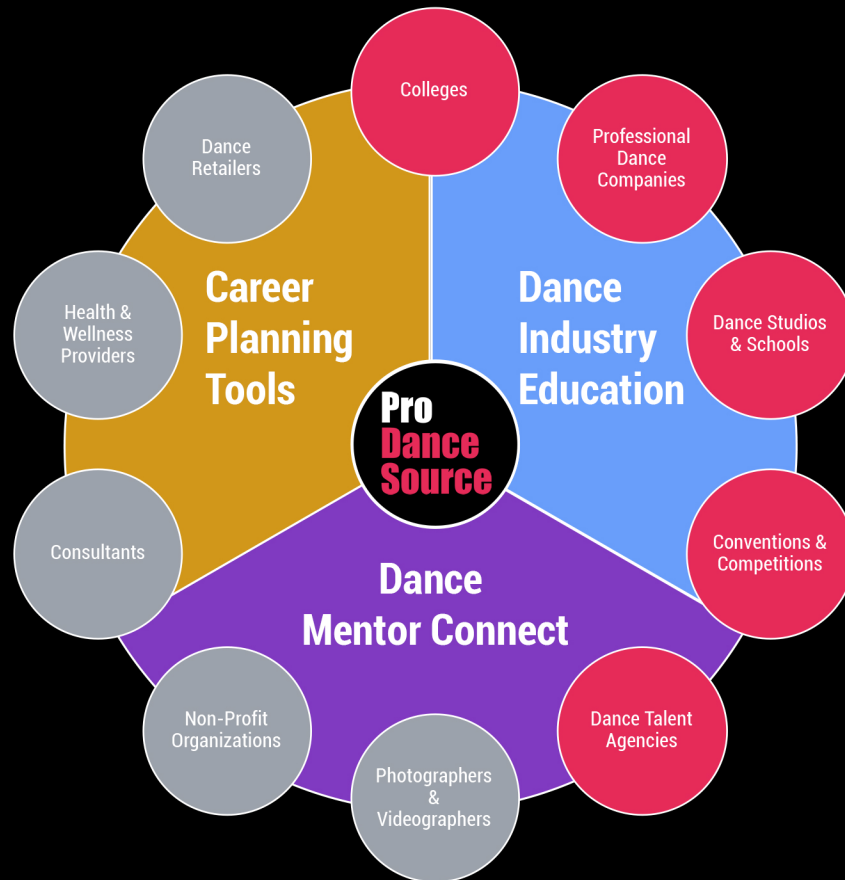 Colleges
Professional
Dance
Companies
Dance Studios
& Schools
Conventions &
Competitions
Dance Talent
Agencies
Photographers
&
Videographers
Non-Profit
Organizations
Consultants
Health &
Wellness
Providers
Dance
Retailers
Career
Planning
Tools
Dance
Industry
Education
Dance
Mentor Connect
Pro
Dance
Source